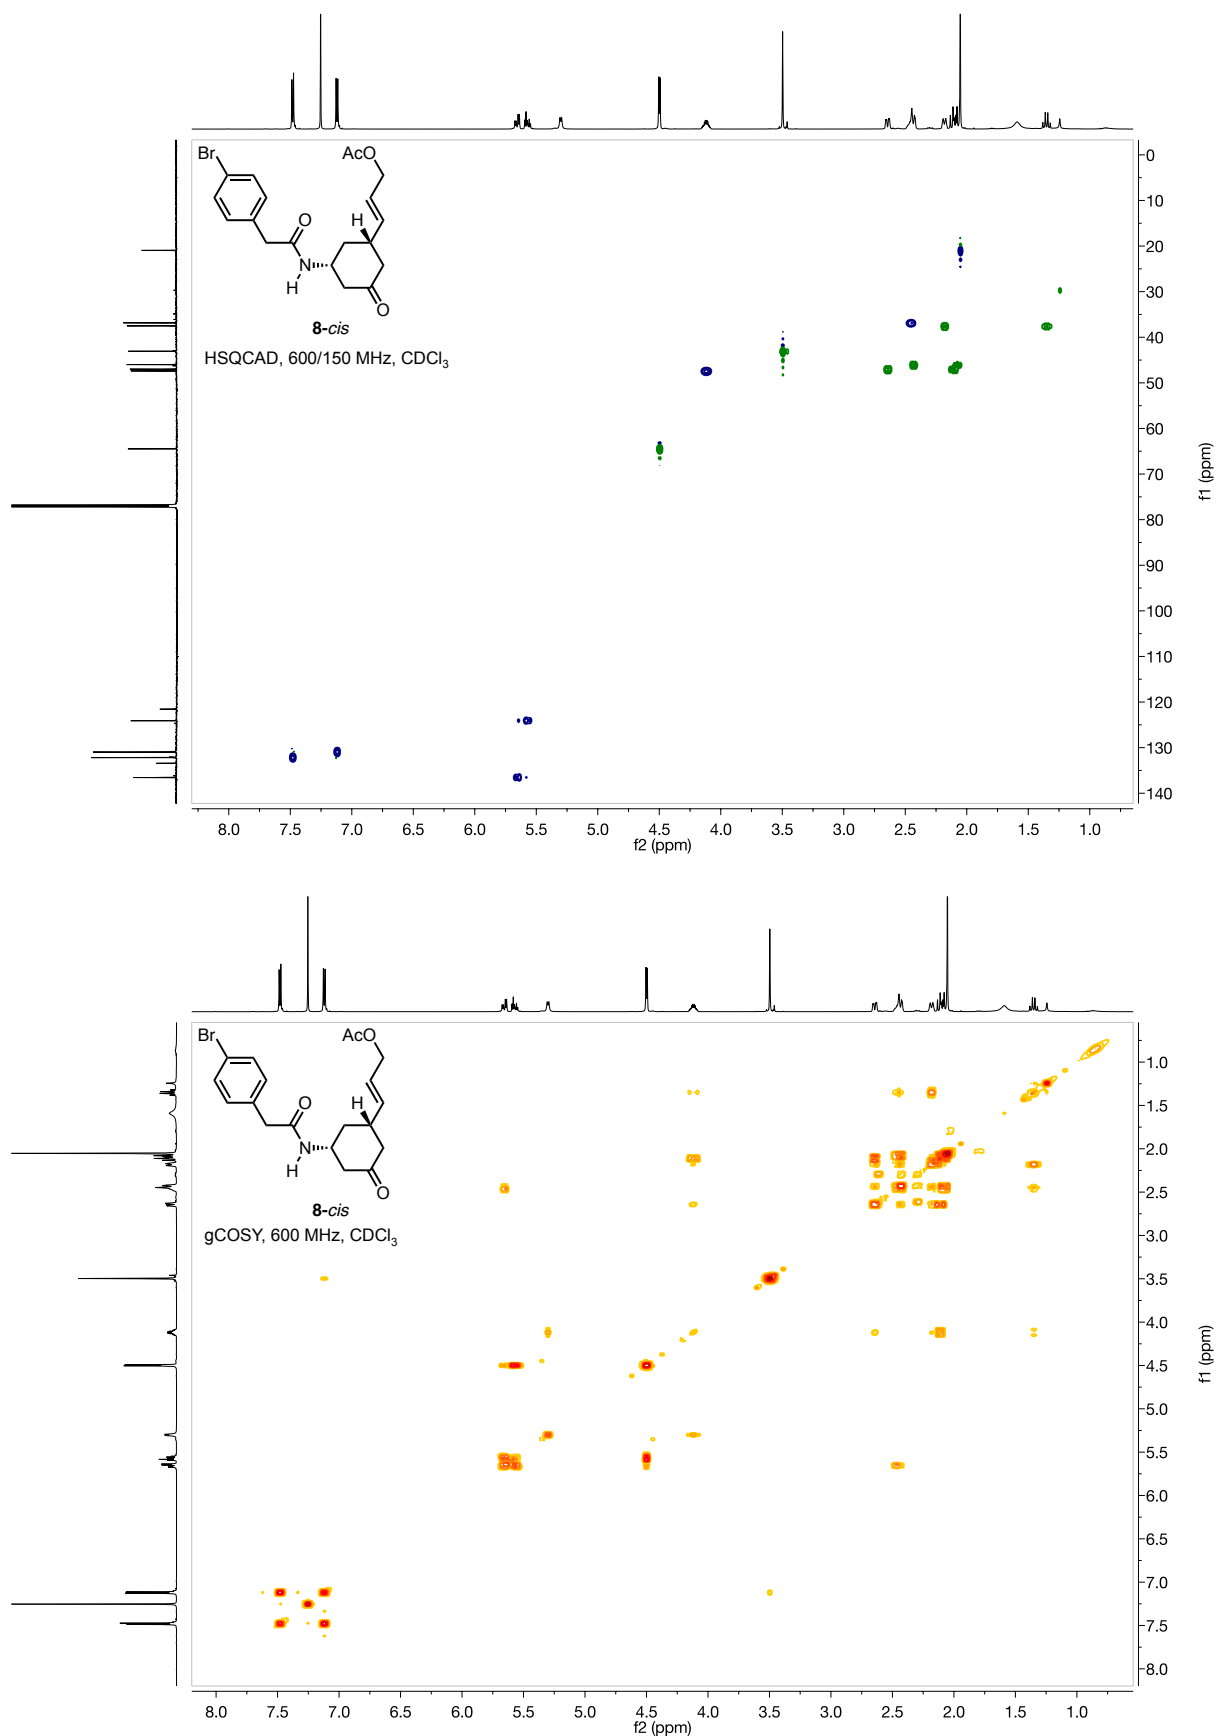 Br
AcO
H
O
N
H
O
8-cis
HSQCAD, 600/150 MHz, CDCl3
0
10
20
30
40
50
60
70
80
90
100
110
120
130
140
f1 (ppm)
8.0 7.5 7.0 6.5 6.0 5.5 5.0 4.5 4.0 3.5 3.0 2.5 2.0 1.5 1.0
f2 (ppm)
Br
AcO
H
O
N
H
O
8-cis
gCOSY, 600 MHz, CDCl3
1.0
1.5
2.0
2.5
3.0
3.5
4.0
4.5
5.0
5.5
6.0
6.5
7.0
7.5
8.0
f1 (ppm)
8.0 7.5 7.0 6.5 6.0 5.5 5.0 4.5 4.0 3.5 3.0 2.5 2.0 1.5 1.0
f2 (ppm)